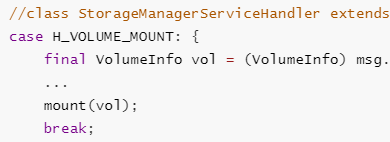 //class StorageManagerServiceHandler extends
case H_VOLUME_MOUNT: {
final VolumeInfo vol = (VolumeInfo) msg.
...
mount(vol);
break;